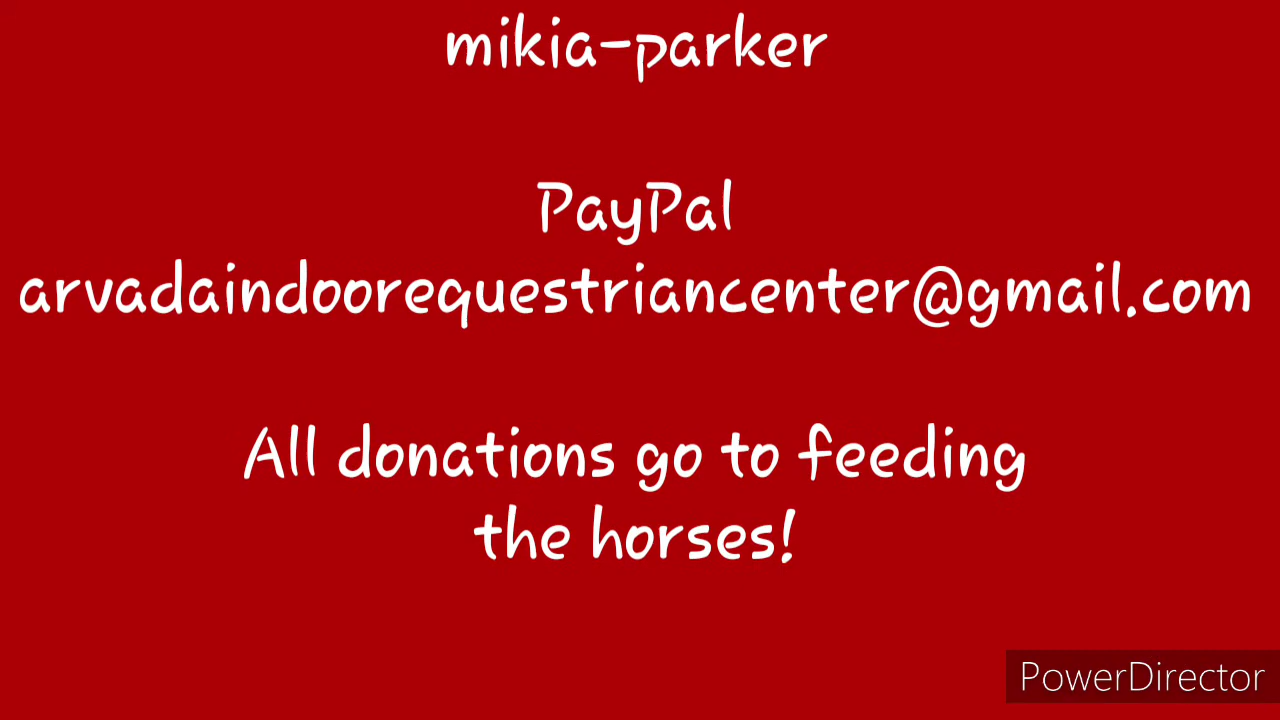 mikia-parker
PayPal
arvadaindoorequestriancenter@gmail.com
All donations go to feeding
the horses!
PowerDirector